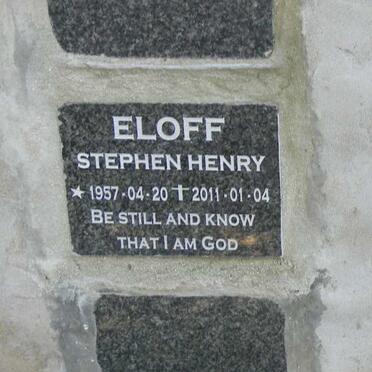 ELOFF
STEPHEN HENRY
★ 1957-04-20 ✝ 2011-01-04
BE STILL AND KNOW
THAT I AM GOD